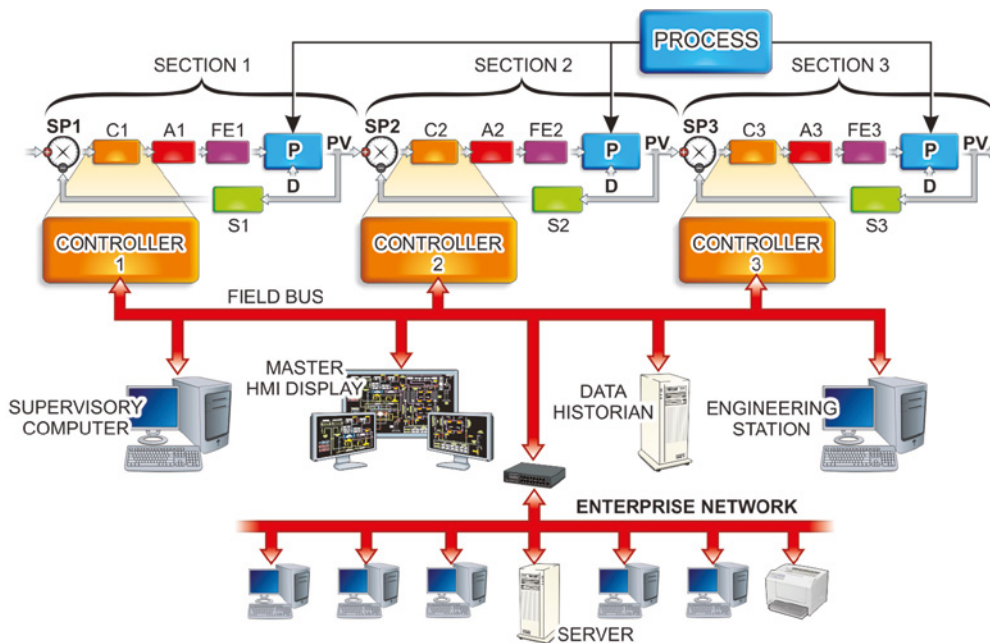 PROCESS
SECTION 1
SECTION 2
SECTION 3
SP1
C1
A1
FE1
P
PV
D
S1
SP2
C2
A2
FE2
P
PV
D
S2
SP3
C3
A3
FE3
P
PV
D
S3
CONTROLLER
1
CONTROLLER
2
CONTROLLER
3
FIELD BUS
SUPERVISORY
COMPUTER
MASTER
HMI DISPLAY
DATA
HISTORIAN
ENGINEERING
STATION
ENTERPRISE NETWORK
SERVER